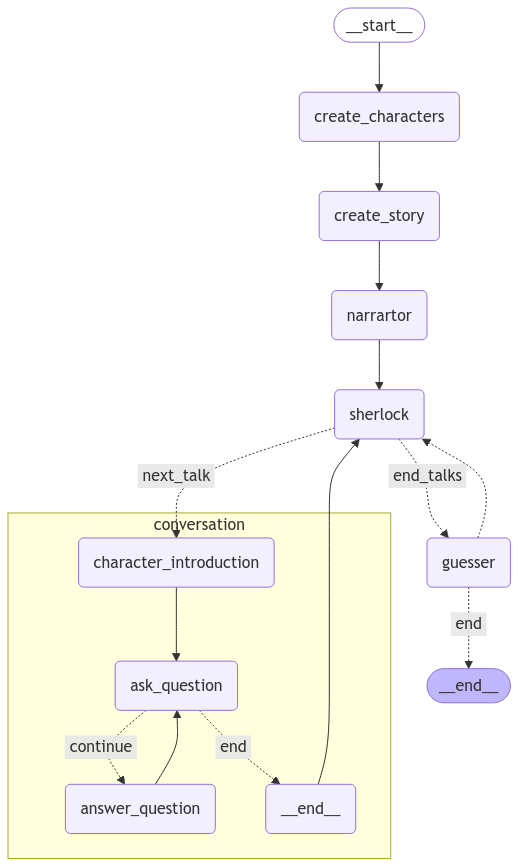 __start__
create_characters
create_story
narrartor
sherlock
next_talk
end_talks
conversation
character_introduction
guesser
end
ask_question
__end__
continue
end
answer_question
__end__